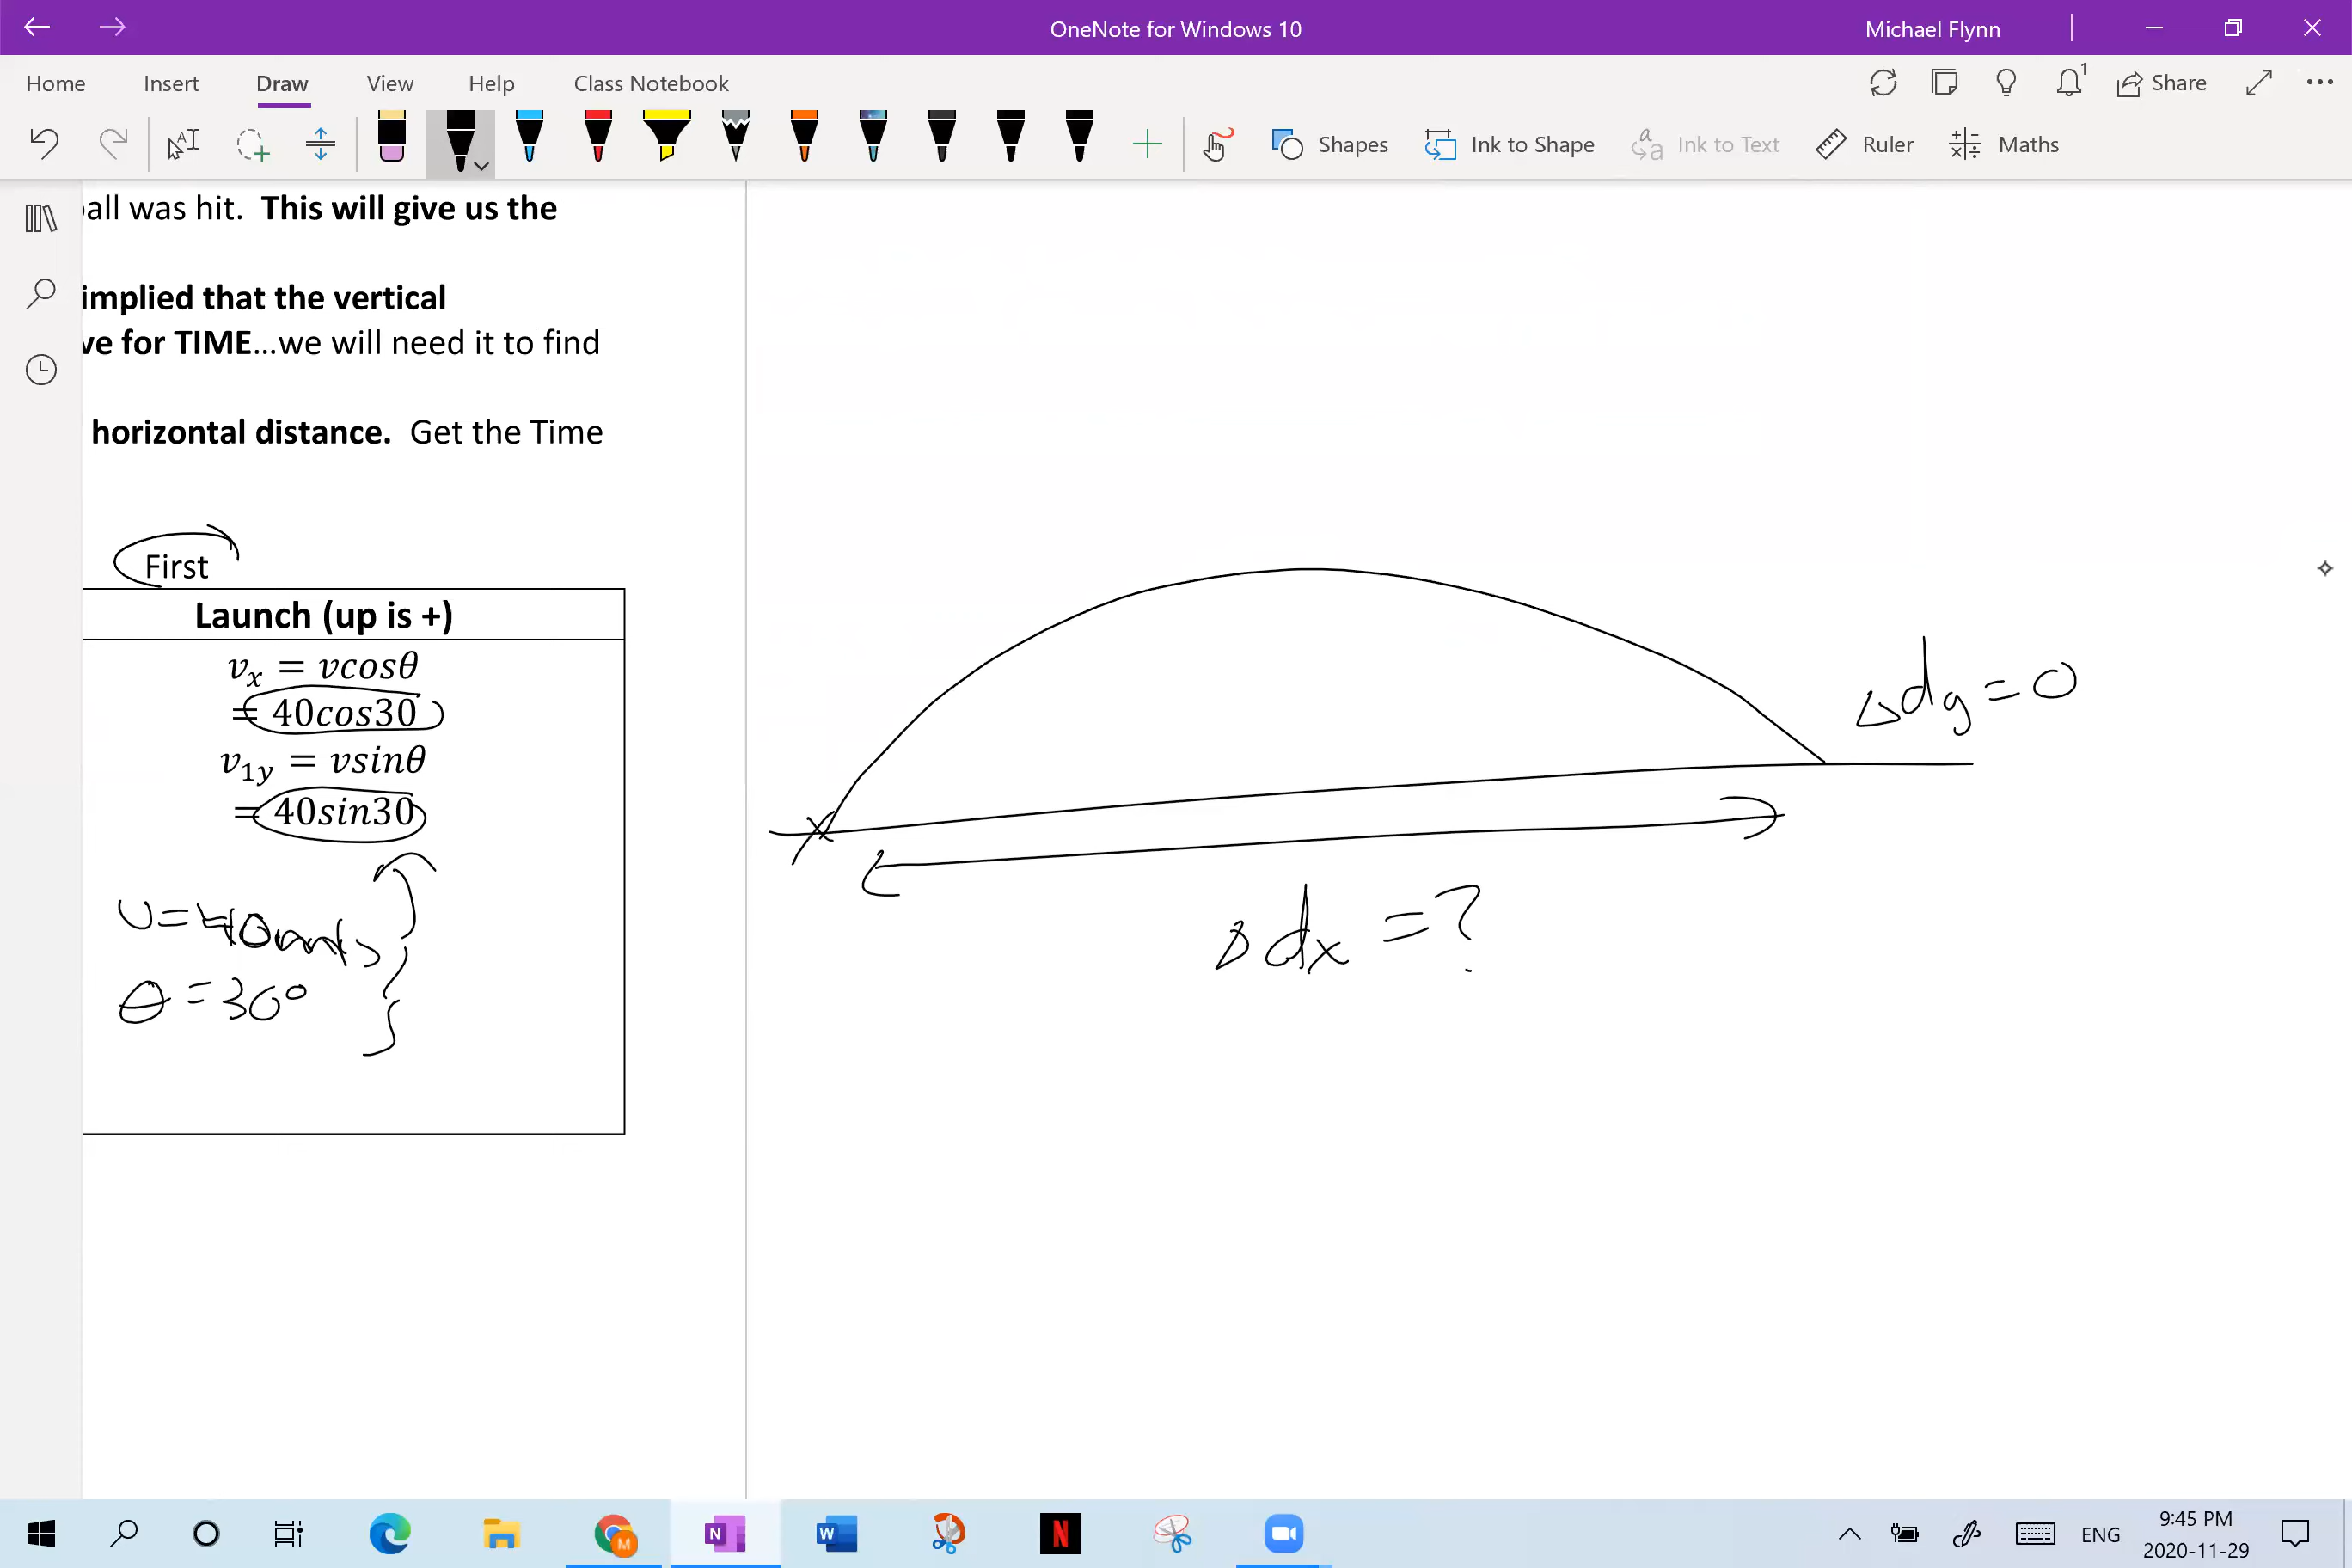 OneNote for Windows 10
Michael Flynn
Home Insert Draw View Help Class Notebook
1
Share
Shapes Ink to Shape Ink to Text Ruler Maths
all was hit. This will give us the
implied that the vertical
ve for TIME...we will need it to find
horizontal distance. Get the Time
First
Launch (up is +)
vₓ = vcosθ
= 40cos30
v₁y = vsinθ
= 40sin30
v = 40 m/s
θ = 30°
Δdy = 0
Δdx = ?
ENG
9:45 PM
2020-11-29